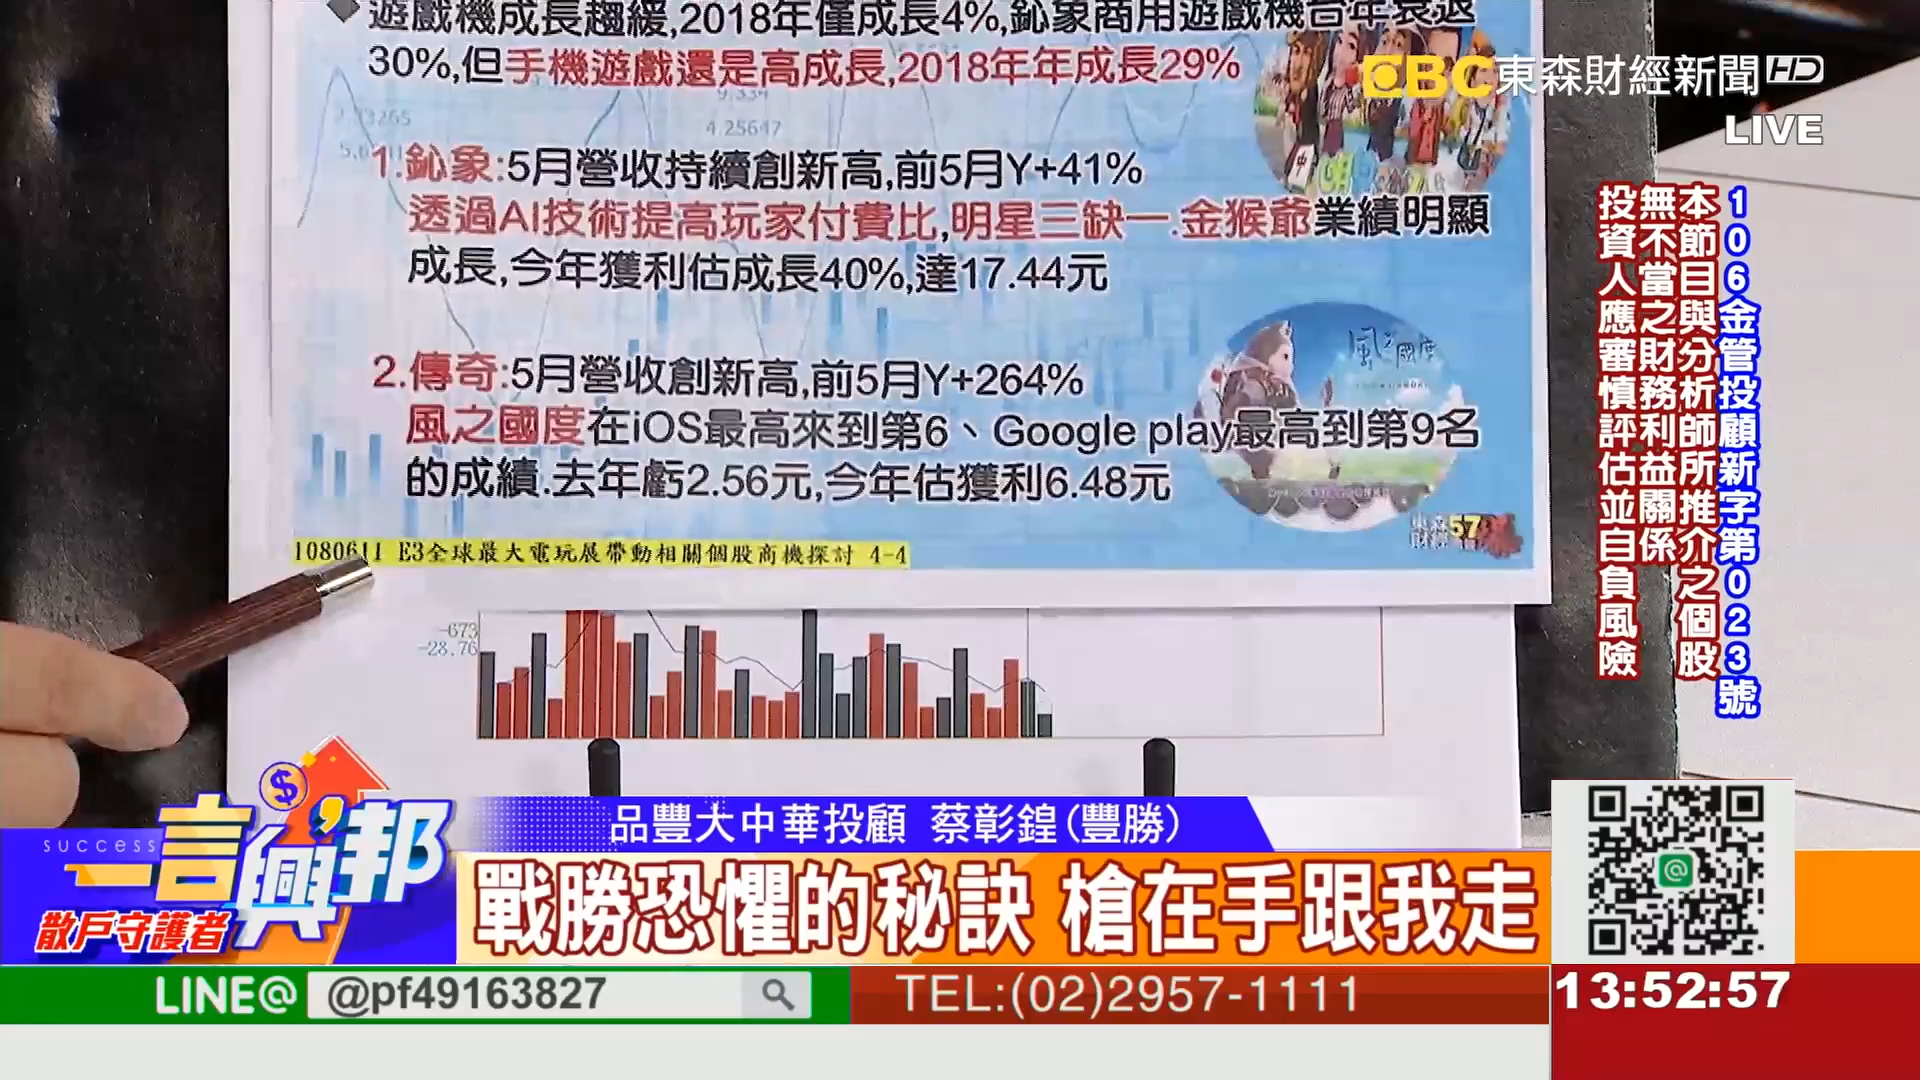 遊戲機成長趨緩,2018年僅成長4%,鈊象商用遊戲機台年衰退
30%,但手機遊戲還是高成長,2018年年成長29%
1.鈊象:5月營收持續創新高,前5月Y+41%
透過AI技術提高玩家付費比,明星三缺一.金猴爺業績明顯
成長,今年獲利估成長40%,達17.44元
2.傳奇:5月營收創新高,前5月Y+264%
風之國度在iOS最高來到第6、Google play最高到第9名
的成績.去年虧2.56元,今年估獲利6.48元
風之國度
57
1080611 E3全球最大電玩展帶動相關個股商機探討 4-4
-673
-28.76
EBC東森財經新聞HD
LIVE
106金管投顧新字第023號
本節目與分析師所推介之個股
無不當之財務利益關係
投資人應審慎評估並自負風險
success
一言興邦
散戶守護者
品豐大中華投顧 蔡彰鍠(豐勝)
戰勝恐懼的秘訣 槍在手跟我走
LINE@ @pf49163827
TEL:(02)2957-1111
13:52:57